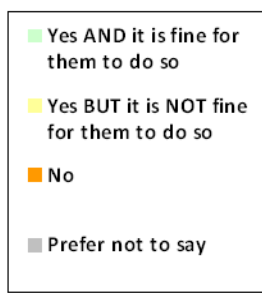 Yes AND it is fine for
them to do so
Yes BUT it is NOT fine
for them to do so
No
Prefer not to say